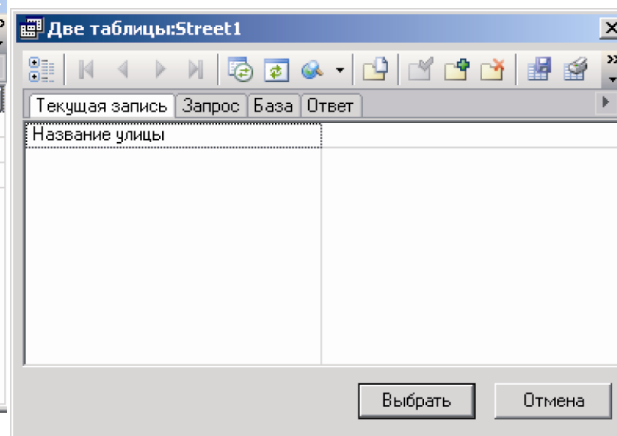 Две таблицы:Street1
Текущая запись Запрос База Ответ
Название улицы
Выбрать Отмена